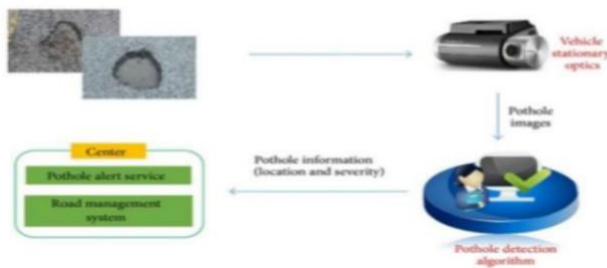 Vehicle
stationary
optics
Pothole
images
Center
Pothole alert service
Road management
system
Pothole information
(location and severity)
Pothole detection
algorithm